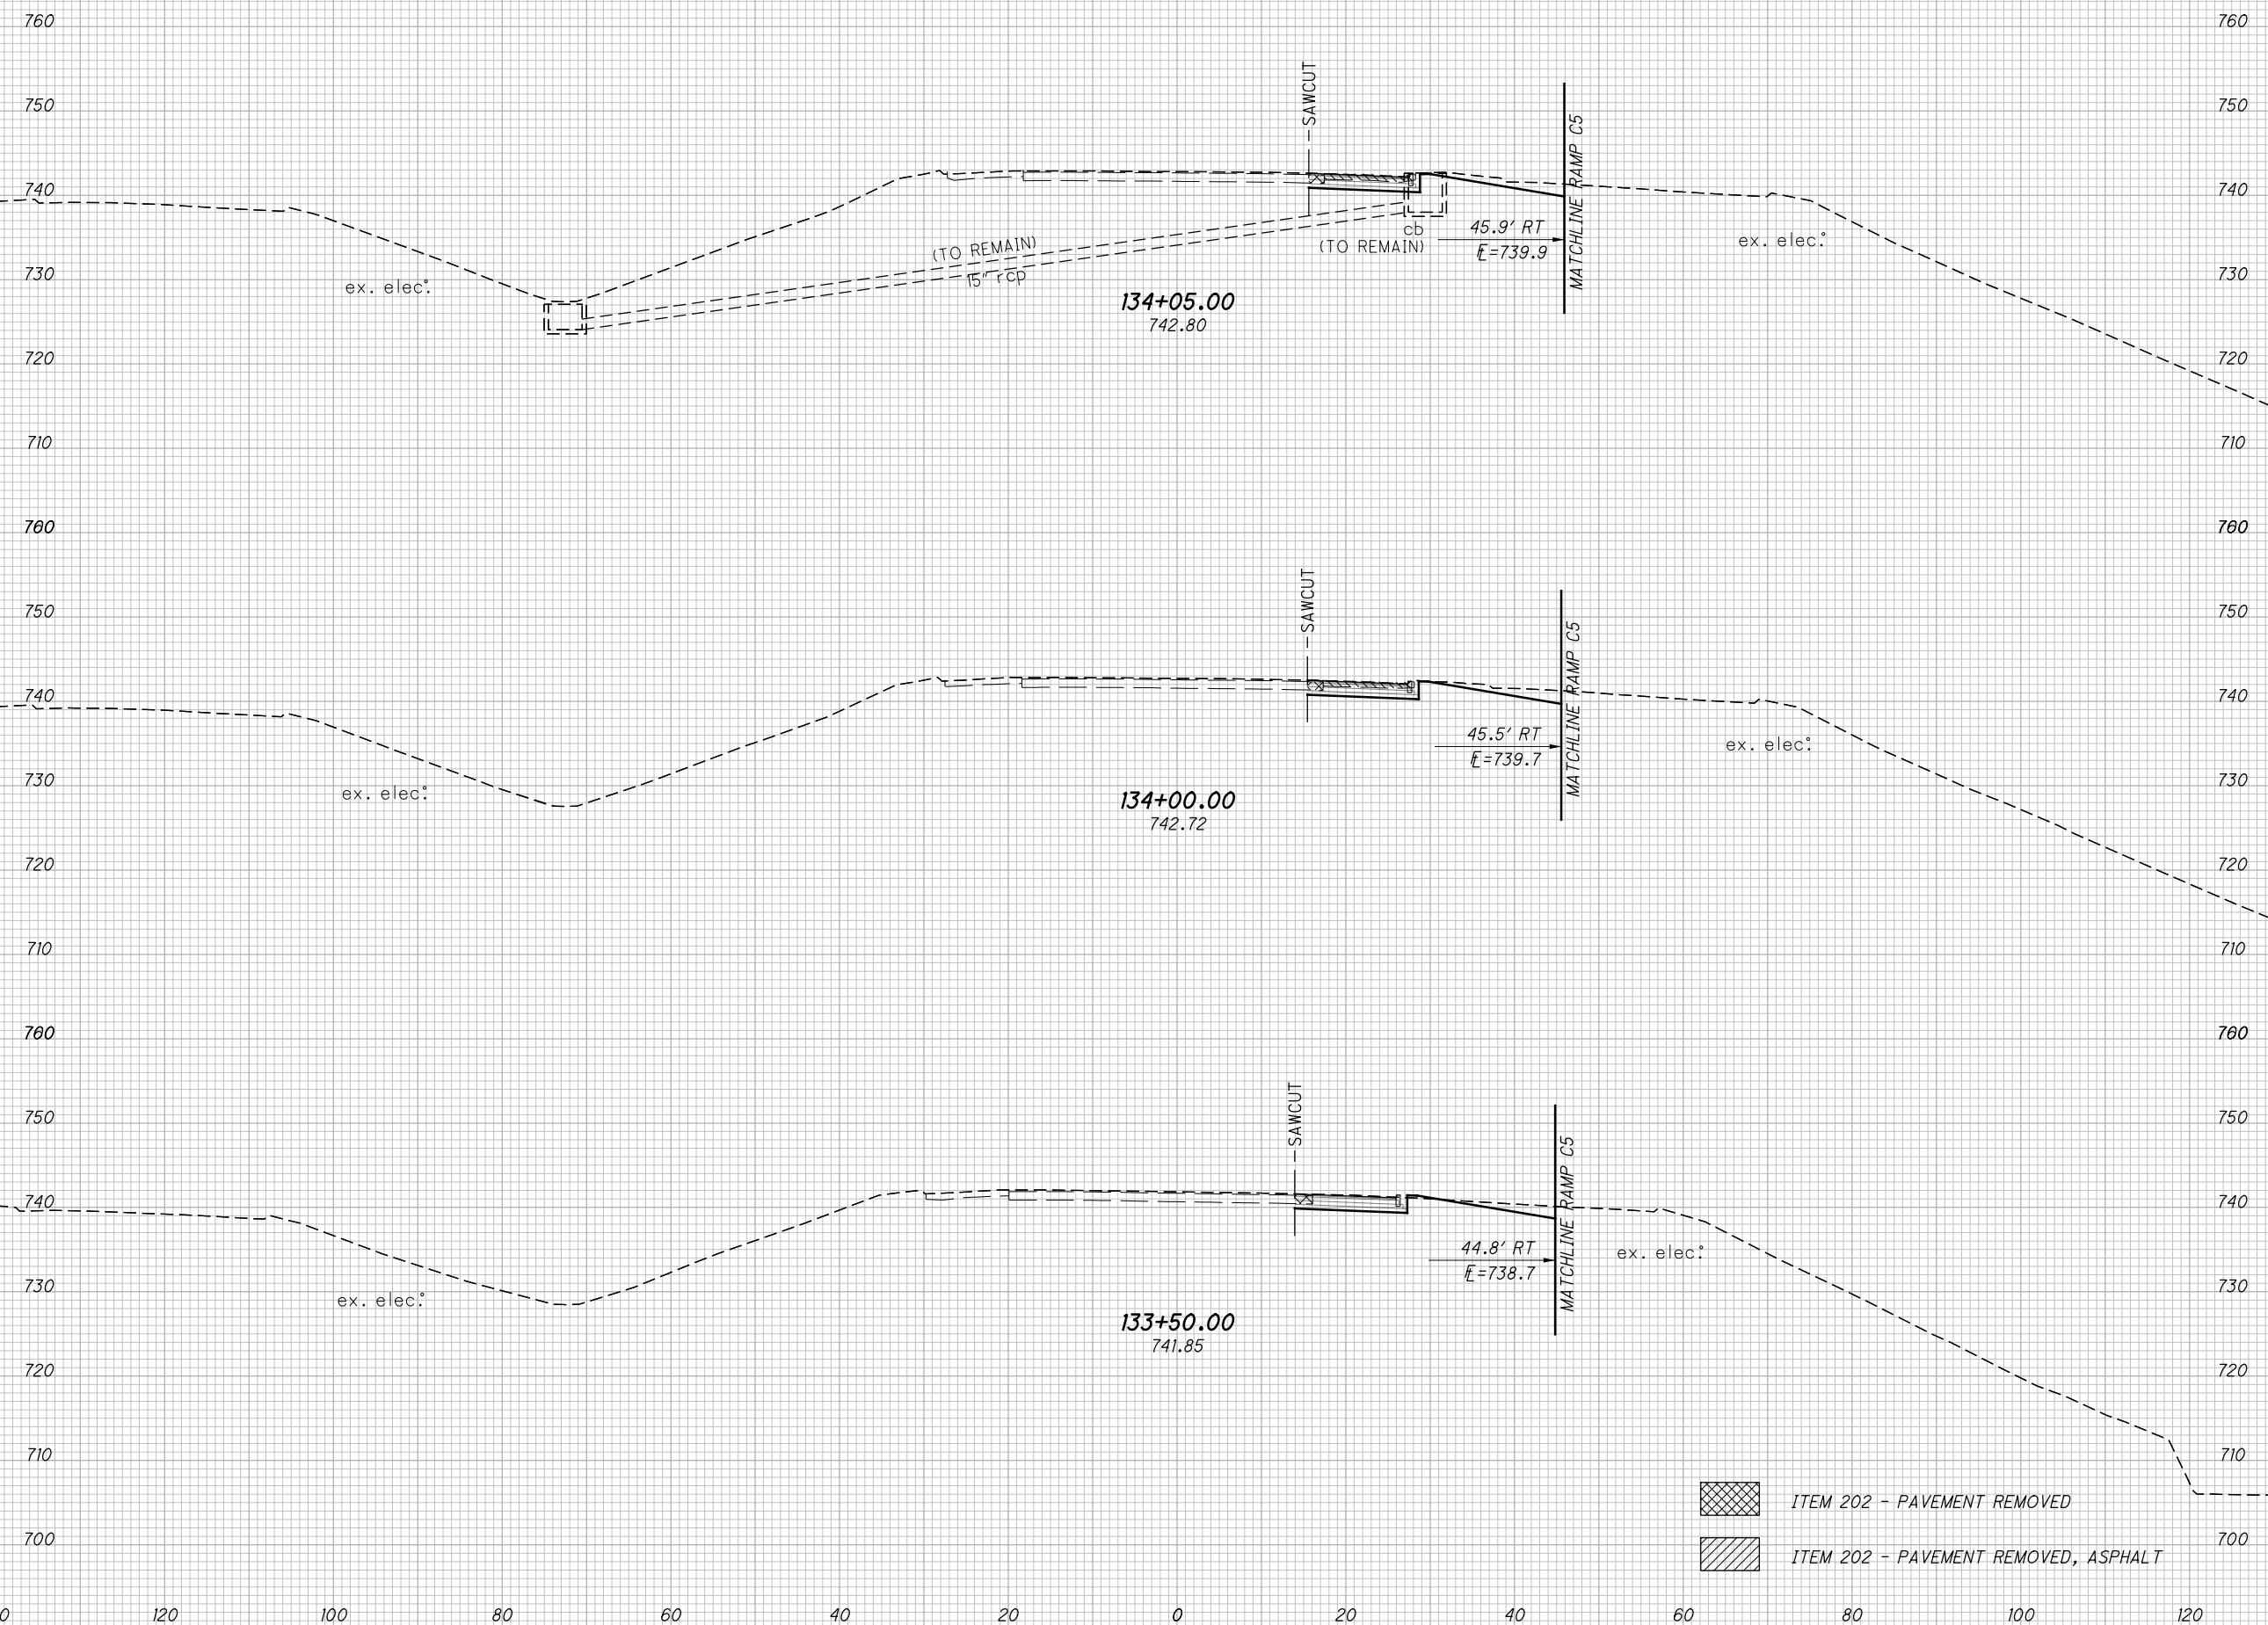 760 760
SAWCUT
750 750
MATCHLINE RAMP C5
740 740
cb
45.9' RT
(TO REMAIN)
(TO REMAIN)
ex. elec.
℄=739.9
730 730
15" rcp
ex. elec.
134+05.00
742.80
720 720
710 710
760 760
SAWCUT
750 750
MATCHLINE RAMP C5
740 740
45.5' RT
ex. elec.
℄=739.7
730 730
ex. elec.
134+00.00
742.72
720 720
710 710
760 760
SAWCUT
750 750
MATCHLINE RAMP C5
740 740
44.8' RT
ex. elec.
℄=738.7
730 730
ex. elec.
133+50.00
741.85
720 720
710 710
ITEM 202 - PAVEMENT REMOVED
700 700
ITEM 202 - PAVEMENT REMOVED, ASPHALT
0 120 100 80 60 40 20 0 20 40 60 80 100 120